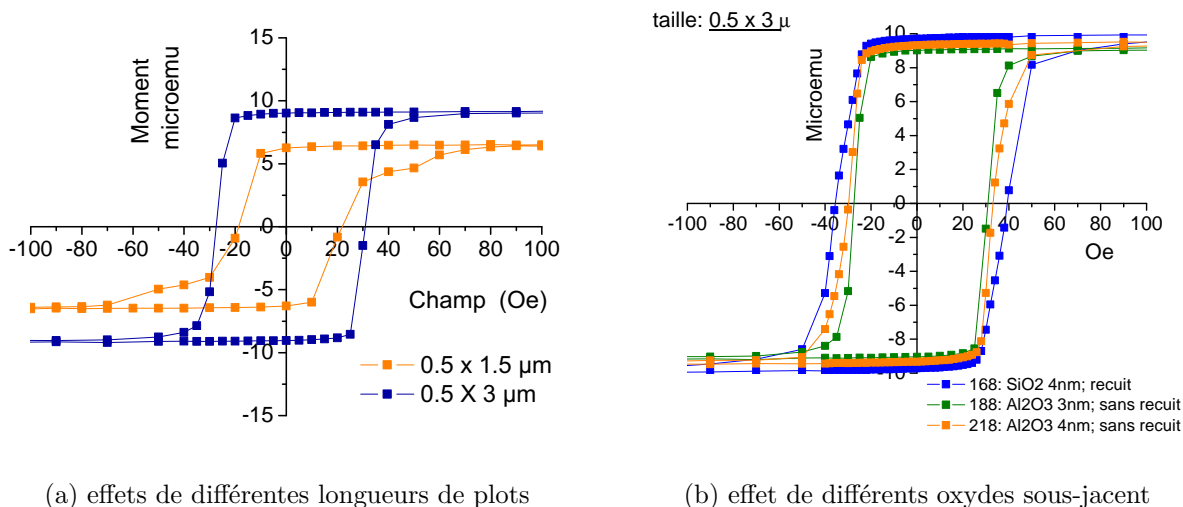 Moment
microemu
15
10
5
0
-5
-10
-15
-100 -80 -60 -40 -20 0 20 40 60 80 100
Champ (Oe)
0.5 x 1.5 µm
0.5 X 3 µm
(a) effets de différentes longueurs de plots
taille: 0.5 x 3 µ
Microemu
10
8
6
4
2
0
-2
-4
-6
-8
-10
-100 -80 -60 -40 -20 0 20 40 60 80 100
Oe
168: SiO2 4nm; recuit
188: Al2O3 3nm; sans recuit
218: Al2O3 4nm; sans recuit
(b) effet de différents oxydes sous-jacent